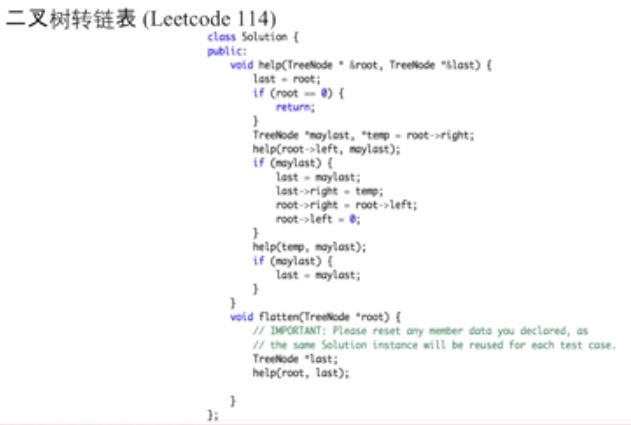 二叉树转链表 (Leetcode 114)
class Solution {
public:
    void help(TreeNode * &root, TreeNode *&last) {
        last = root;
        if (root == 0) {
            return;
        }
        TreeNode *maylast, *temp = root->right;
        help(root->left, maylast);
        if (maylast) {
            last = maylast;
            last->right = temp;
            root->right = root->left;
            root->left = 0;
        }
        help(temp, maylast);
        if (maylast) {
            last = maylast;
        }
    }
    void flatten(TreeNode *root) {
        // IMPORTANT: Please reset any member data you declared, as
        // the same Solution instance will be reused for each test case.
        TreeNode *last;
        help(root, last);
    }
};